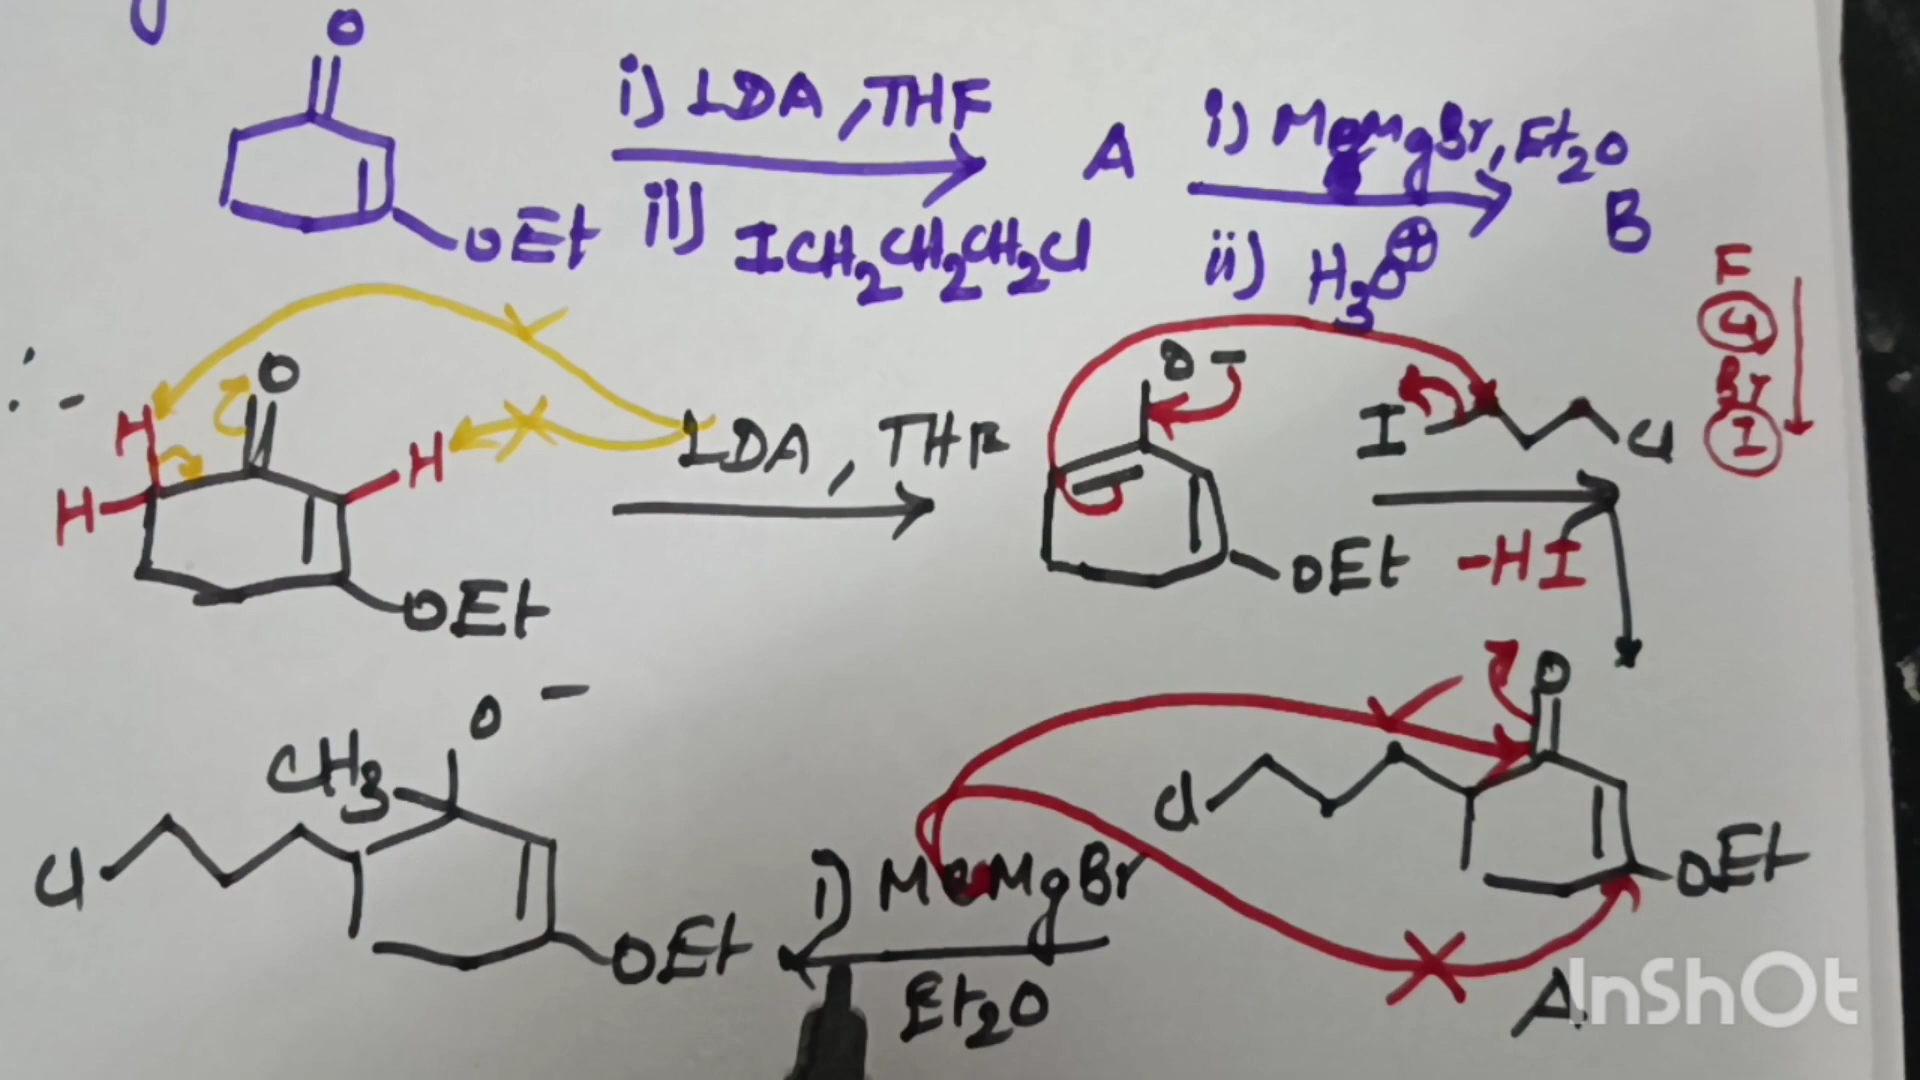 O
i) LDA, THF
A
i) MeMgBr, Et2O
B
OEt
ii) ICH2CH2CH2Cl
ii) H3O⊕
F
Cl
Br
I
:-
H
O
H
H
LDA, THF
OEt
O -
I
Cl
OEt
-HI
CH3
O -
Cl
OEt
i) MeMgBr
Et2O
O
Cl
OEt
A.
InShOt